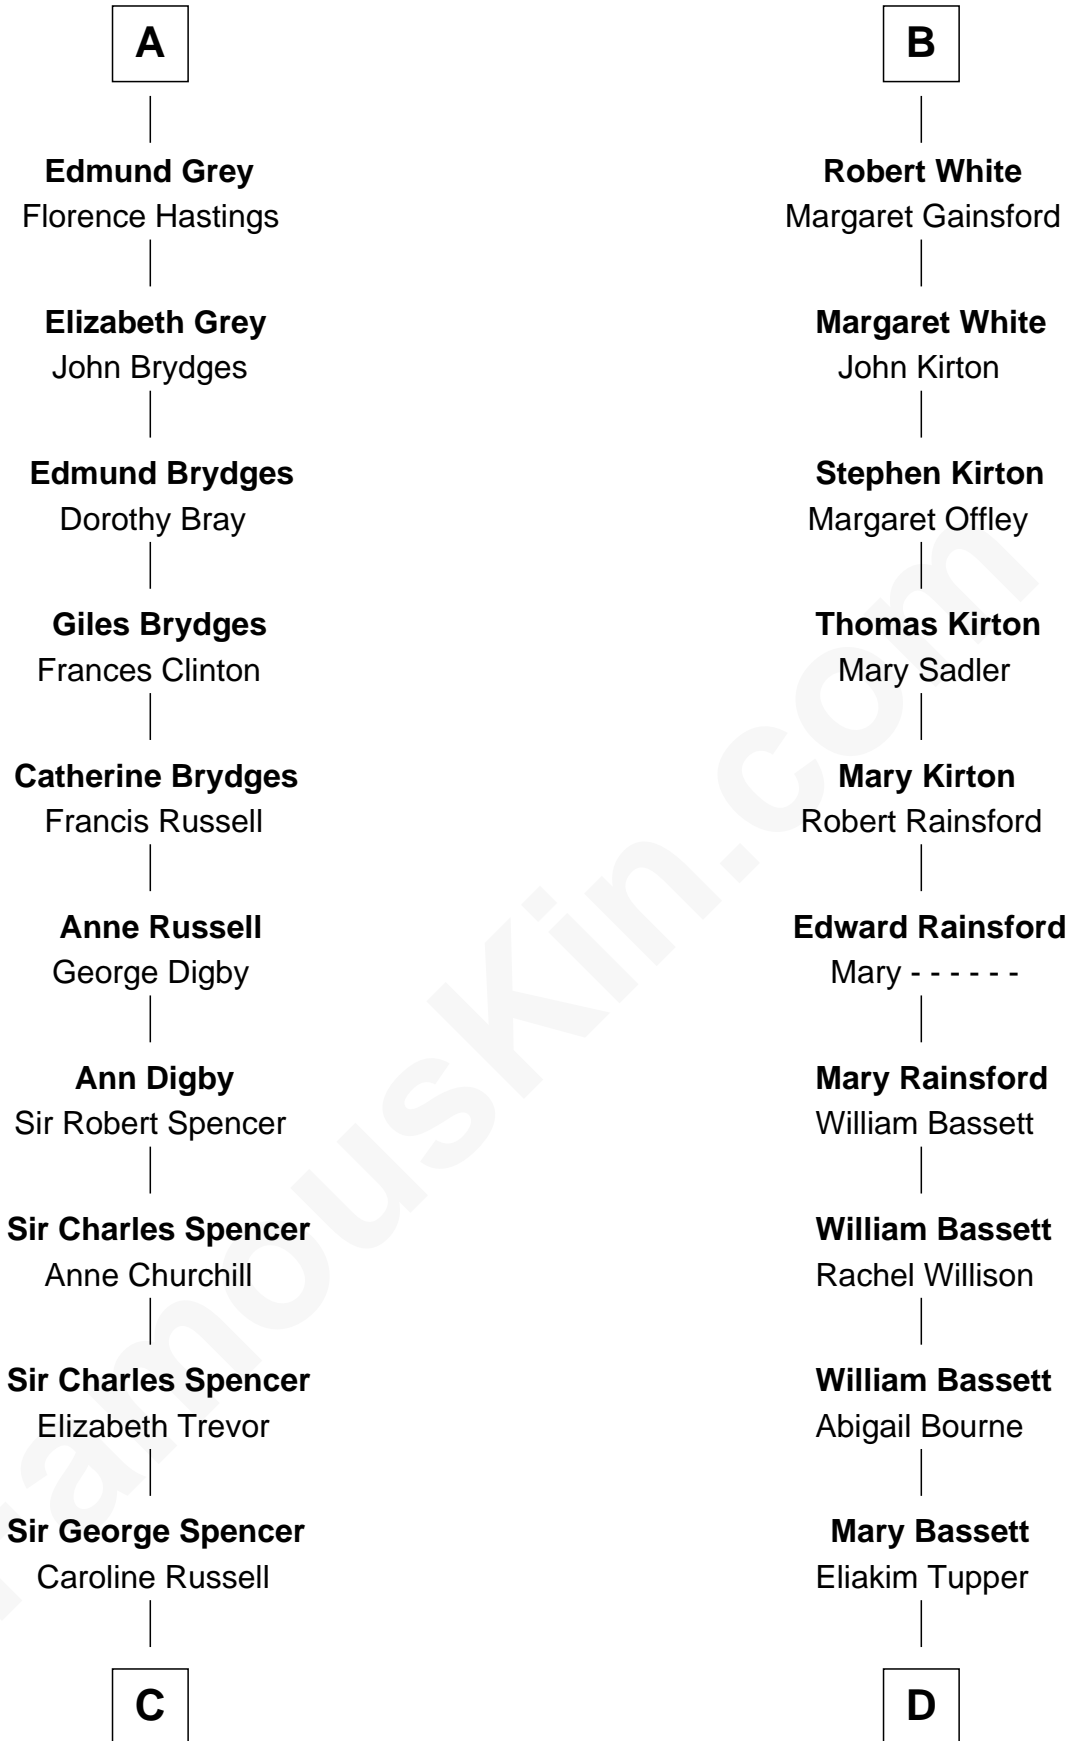 A
Edmund Grey
Florence Hastings
Elizabeth Grey
John Brydges
Edmund Brydges
Dorothy Bray
Giles Brydges
Frances Clinton
Catherine Brydges
Francis Russell
Anne Russell
George Digby
Ann Digby
Sir Robert Spencer
Sir Charles Spencer
Anne Churchill
Sir Charles Spencer
Elizabeth Trevor
Sir George Spencer
Caroline Russell
C
B
Robert White
Margaret Gainsford
Margaret White
John Kirton
Stephen Kirton
Margaret Offley
Thomas Kirton
Mary Sadler
Mary Kirton
Robert Rainsford
Edward Rainsford
Mary - - - - - -
Mary Rainsford
William Bassett
William Bassett
Rachel Willison
William Bassett
Abigail Bourne
Mary Bassett
Eliakim Tupper
D
FamousKin.com